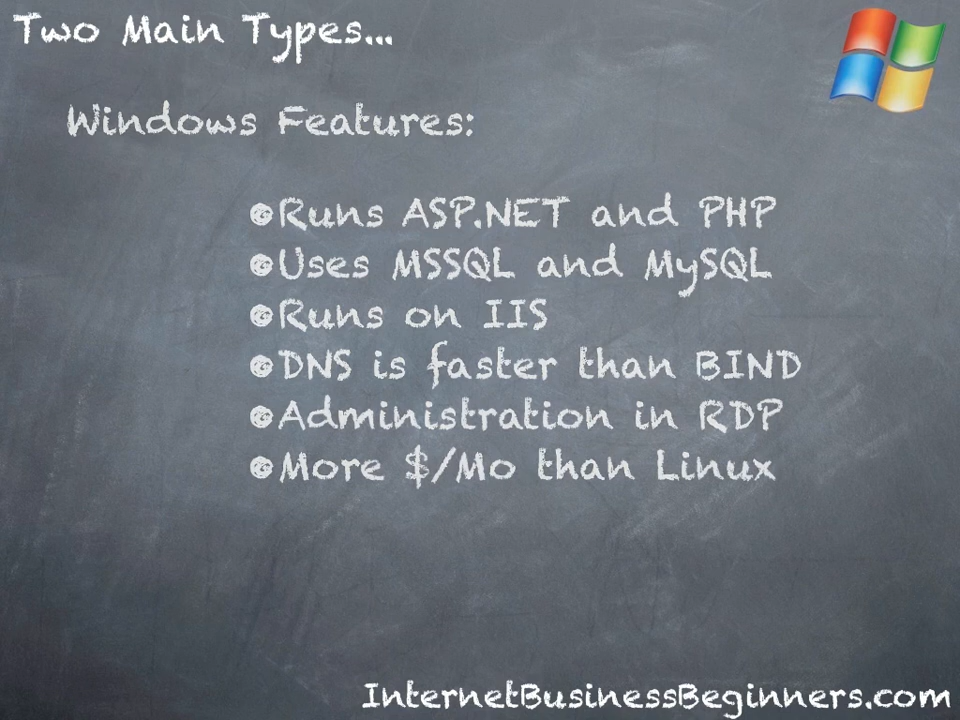 Two Main Types...
Windows Features:
•Runs ASP.NET and PHP
•Uses MSSQL and MySQL
•Runs on IIS
•DNS is faster than BIND
•Administration in RDP
•More $/Mo than Linux
InternetBusinessBeginners.com